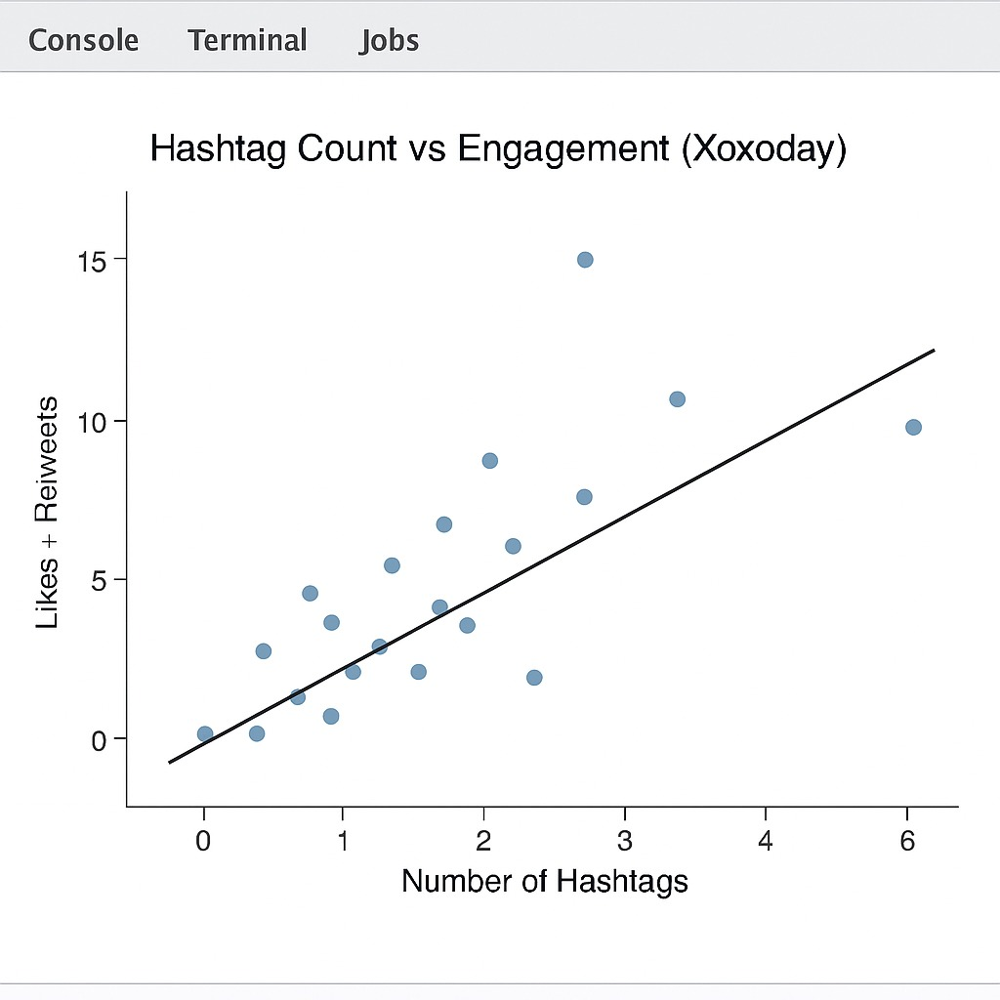 Console Terminal Jobs
Hashtag Count vs Engagement (Xoxoday)
Likes + Reiweets
15
10
5
0
0 1 2 3 4 6
Number of Hashtags